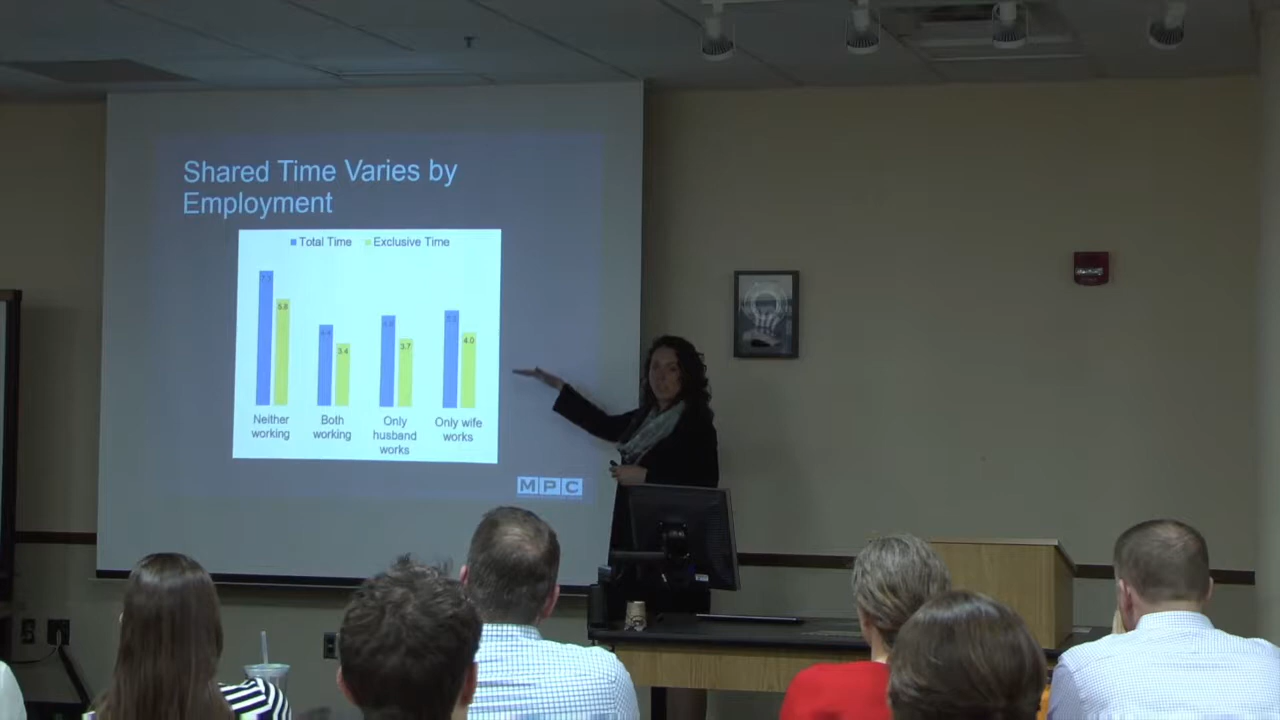 Shared Time Varies by
Employment
Total Time Exclusive Time
5.8
3.4
3.7
4.0
Neither
working
Both
working
Only
husband
works
Only wife
works
MPC